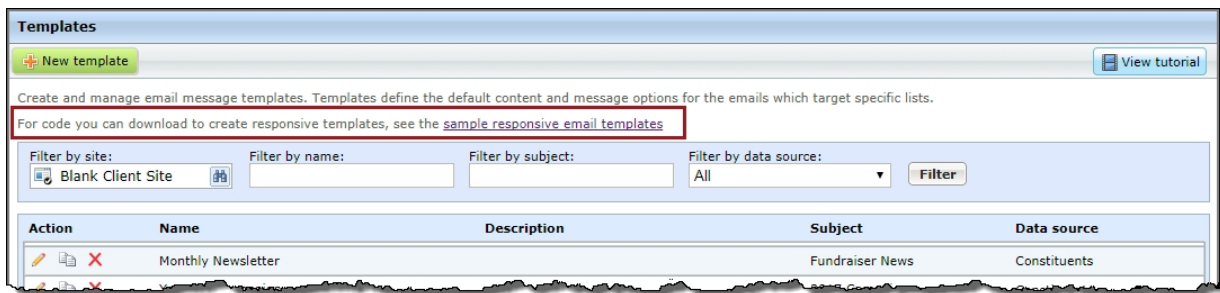 Templates
New template
View tutorial
Create and manage email message templates. Templates define the default content and message options for the emails which target specific lists.
For code you can download to create responsive templates, see the sample responsive email templates
Filter by site: Filter by name: Filter by subject: Filter by data source:
Blank Client Site All Filter
Action Name Description Subject Data source
Monthly Newsletter Fundraiser News Constituents